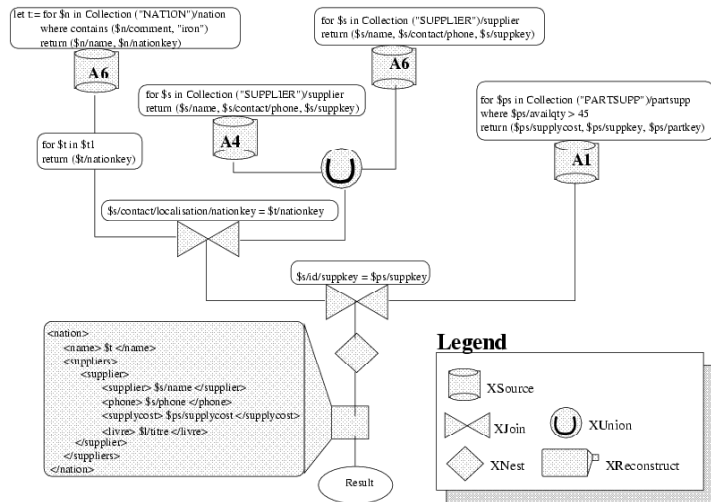 let t:= for $n in Collection ("NATION")/nation
where contains ($n/comment, "iron")
return ($n/name, $n/nationkey)
A6
for $s in Collection ("SUPPLIER")/supplier
return ($s/name, $s/contact/phone, $s/suppkey)
A6
for $s in Collection ("SUPPLIER")/supplier
return ($s/name, $s/contact/phone, $s/suppkey)
A4
for $ps in Collection ("PARTSUPP")/partsupp
where $ps/availqty > 45
return ($ps/supplycost, $ps/suppkey, $ps/partkey)
A1
for $t in $t1
return ($t/nationkey)
$s/contact/localisation/nationkey = $t/nationkey
$s/id/suppkey = $ps/suppkey
<nation>
<name> $t </name>
<suppliers>
<supplier>
<supplier> $s/name </supplier>
<phone> $s/phone </phone>
<supplycost> $ps/supplycost </supplycost>
<livre> $l/titre </livre>
</supplier>
</suppliers>
</nation>
Result
Legend
XSource
XJoin
XUnion
XNest
XReconstruct